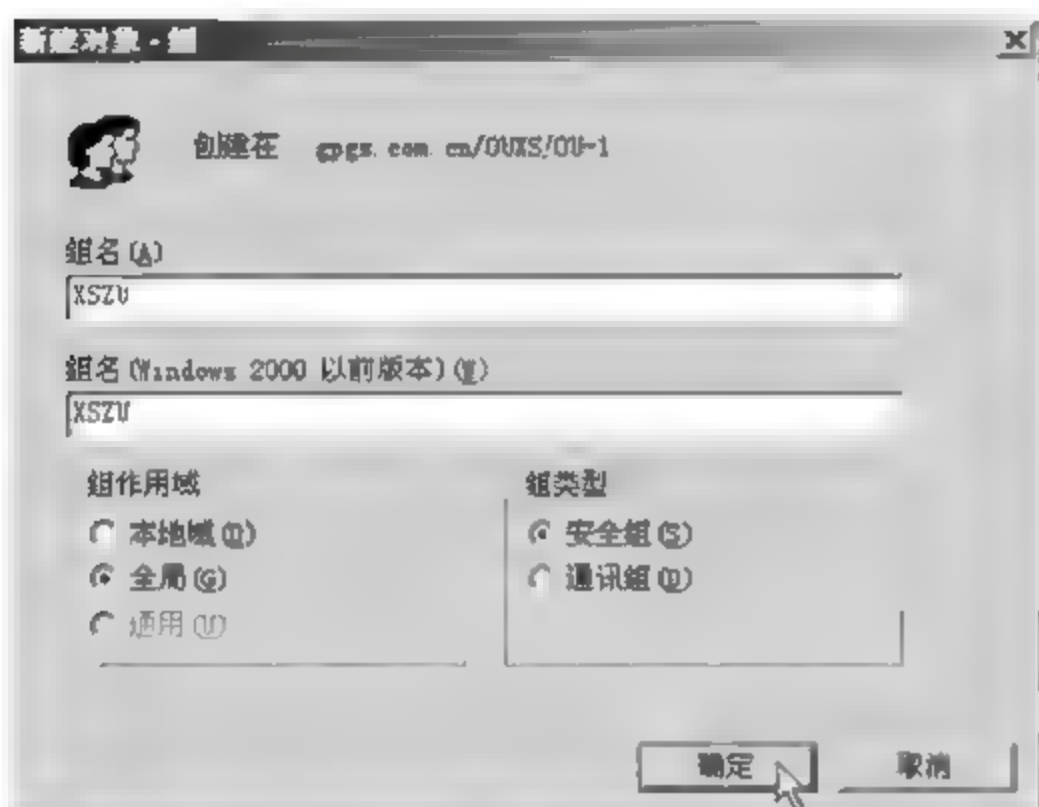 新建对象 - 组
创建在 gpgs.com.cn/OUXS/OU-1
组名(A)
XSZU
组名(Windows 2000 以前版本)(W)
XSZU
组作用域
本地域(O)
全局(G)
通用(U)
组类型
安全组(S)
通讯组(D)
确定
取消